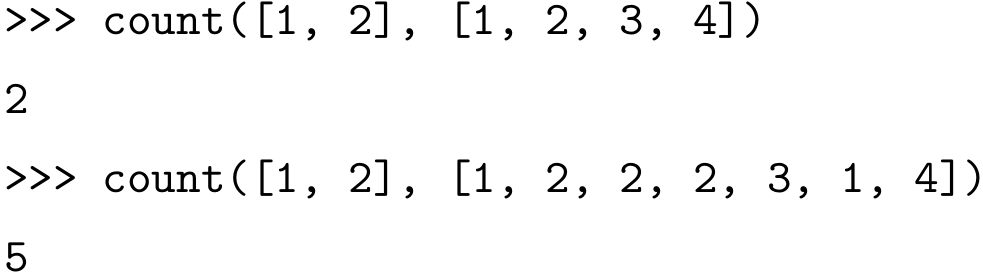 >>> count([1, 2], [1, 2, 3, 4])
2
>>> count([1, 2], [1, 2, 2, 2, 3, 1, 4])
5